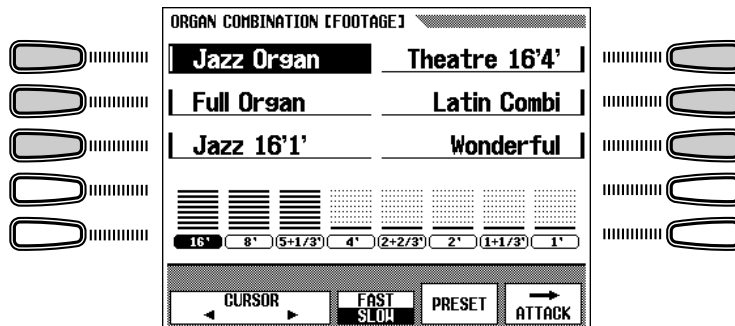 ORGAN COMBINATION [FOOTAGE]
Jazz Organ Theatre 16'4'
Full Organ Latin Combi
Jazz 16'1' Wonderful
16' 8' (5+1/3') 4' (2+2/3') 2' (1+1/3') 1'
CURSOR FAST PRESET
SLOW ATTACK